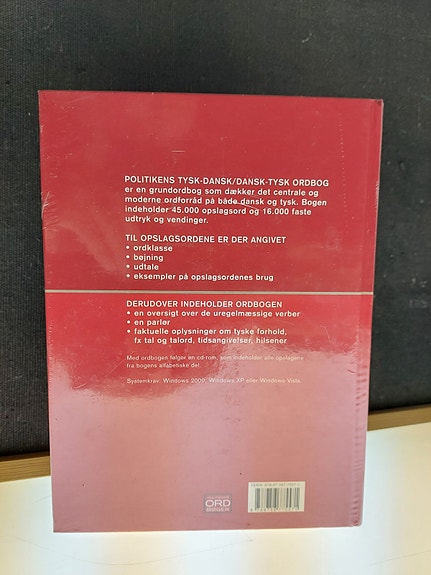 POLITIKENS TYSK-DANSK/DANSK-TYSK ORDBOG
er en grundordbog som dækker det centrale og
moderne ordforråd på både dansk og tysk. Bogen
indeholder 45.000 opslagsord og 16.000 faste
udtryk og vendinger.
TIL OPSLAGSORDENE ER DER ANGIVET
• ordklasse
• bøjning
• udtale
• eksempler på opslagsordenes brug
DERUDOVER INDEHOLDER ORDBOGEN
• en oversigt over de uregelmæssige verber
• en parlør
• faktuelle oplysninger om tyske forhold,
fx tal og talord, tidsangivelser, hilsener
Med ordbogen følger en cd-rom, som indeholder alle opslagene
fra bogens alfabetiske del.
Systemkrav: Windows 2000, Windows XP eller Windows Vista.
ORD
BØGER